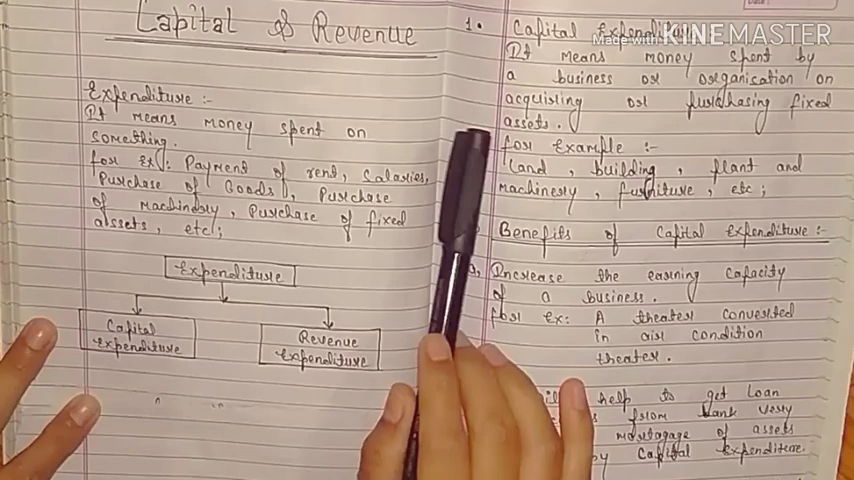 Capital & Revenue
Expenditure :-
It means money spent on
something.
for Ex: Payment of rent, Salaries,
Purchase of Goods, Purchase
of Machinery, Purchase of fixed
assets, etc;
Expenditure
Capital
Expenditure
Revenue
Expenditure
Made with KINEMASTER
1. Capital Expenditure
It means money spent by
a business or organisation on
acquiring or purchasing fixed
assets.
for Example :-
Land, building, plant and
machinery, furniture, etc;
Benefits of Capital Expenditure:-
Increase the earning capacity
of a business.
for Ex: A theater converted
in air condition
theater.
help to get Loan
from bank very
mourtagage of assets
by Capital Expenditure.